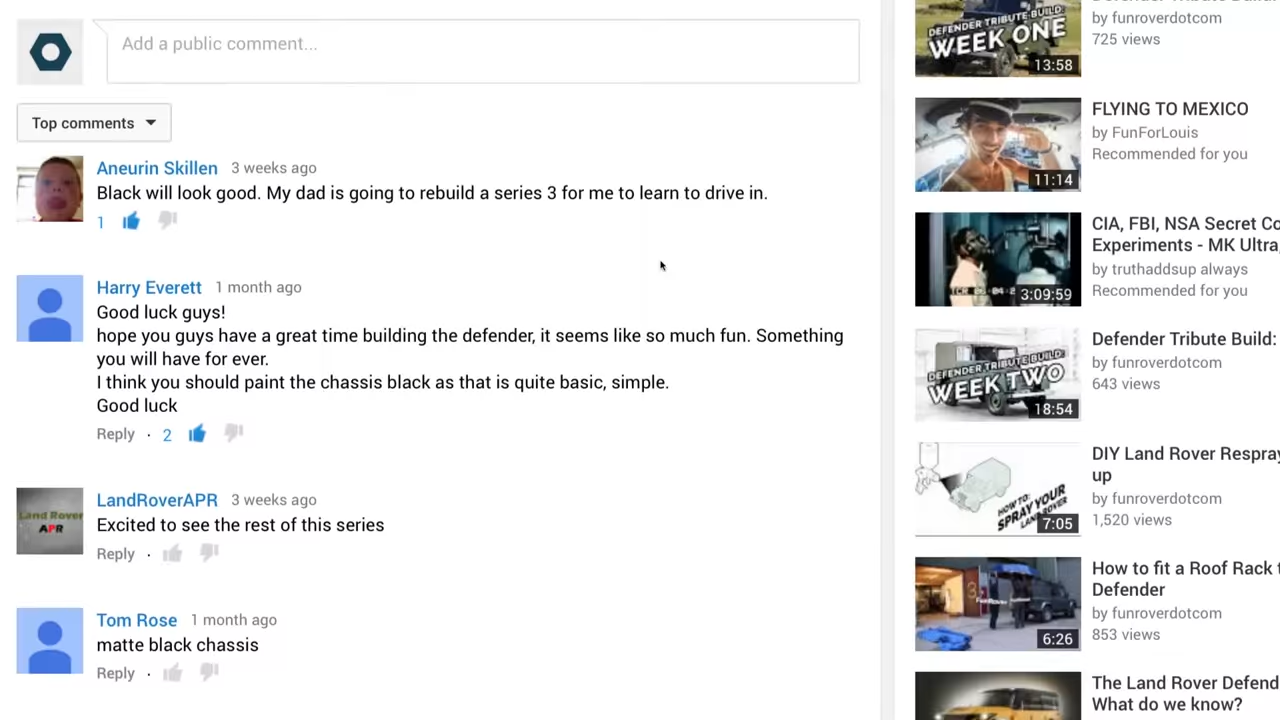 Add a public comment...
Top comments
Aneurin Skillen 3 weeks ago
Black will look good. My dad is going to rebuild a series 3 for me to learn to drive in.
1
Harry Everett 1 month ago
Good luck guys!
hope you guys have a great time building the defender, it seems like so much fun. Something
you will have for ever.
I think you should paint the chassis black as that is quite basic, simple.
Good luck
Reply · 2
Land Rover
APR
LandRoverAPR 3 weeks ago
Excited to see the rest of this series
Reply ·
Tom Rose 1 month ago
matte black chassis
Reply ·
DEFENDER TRIBUTE BUILD:
WEEK ONE
13:58
Defender Tribute Build:
by funroverdotcom
725 views
11:14
FLYING TO MEXICO
by FunForLouis
Recommended for you
3:09:59
CIA, FBI, NSA Secret Co
Experiments - MK Ultra,
by truthaddsup always
Recommended for you
DEFENDER TRIBUTE BUILD:
WEEK TWO
18:54
Defender Tribute Build:
by funroverdotcom
643 views
HOW TO:
SPRAY YOUR
LAND ROVER
7:05
DIY Land Rover Respray
up
by funroverdotcom
1,520 views
6:26
How to fit a Roof Rack t
Defender
by funroverdotcom
853 views
The Land Rover Defend
What do we know?